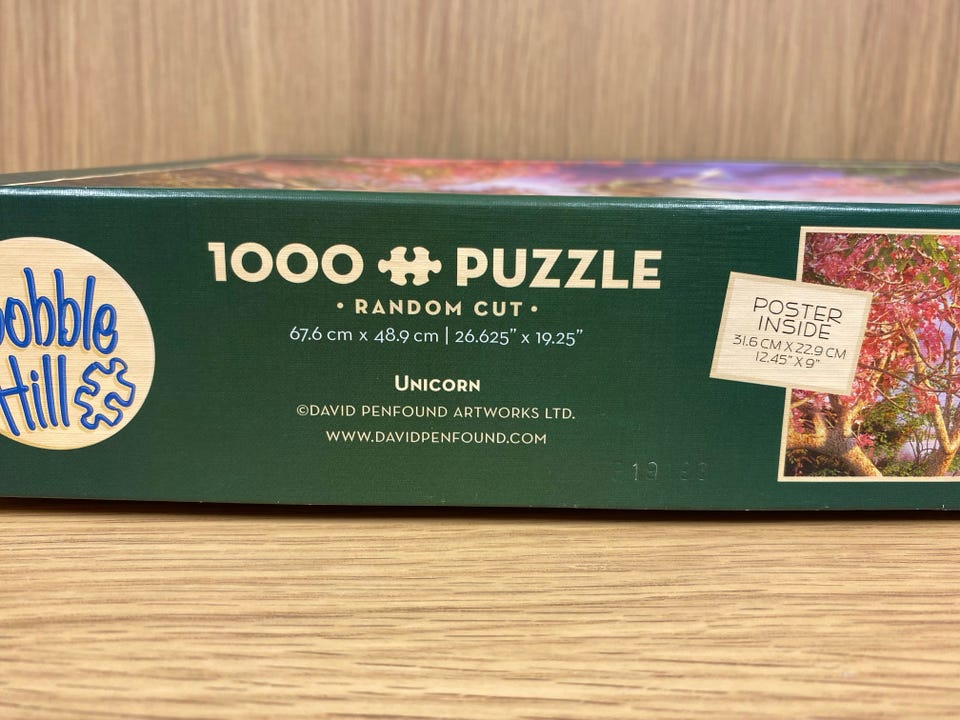 obble
Hill
1000 PUZZLE
• RANDOM CUT •
67.6 cm x 48.9 cm | 26.625” x 19.25”
UNICORN
©DAVID PENFOUND ARTWORKS LTD.
WWW.DAVIDPENFOUND.COM
POSTER
INSIDE
31.6 CM X 22.9 CM
12.45" X 9"